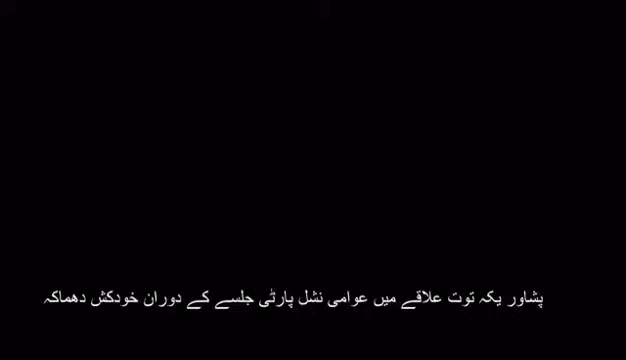 پشاور یکہ توت علاقے میں عوامی نشل پارٹی جلسے کے دوران خودکش دھماکہ